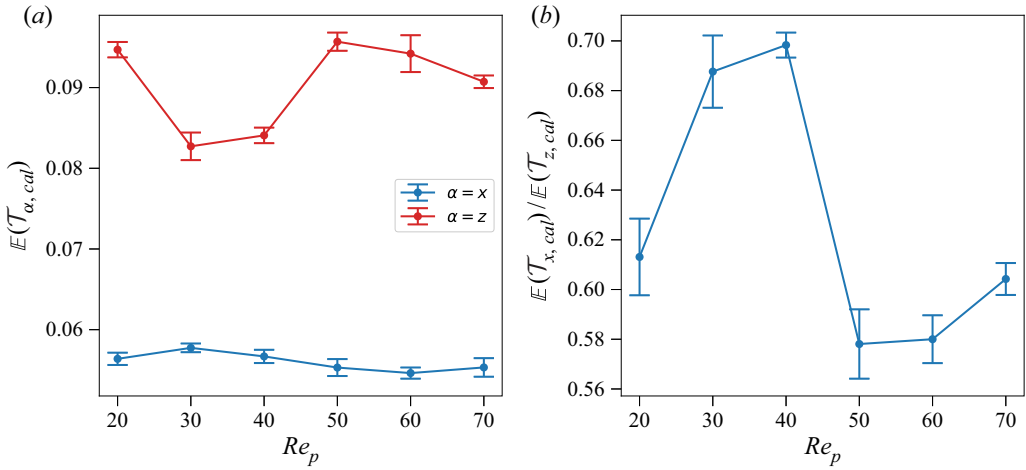 (a)
0.09
0.08
0.07
0.06
𝔼(𝒯α, cal)
α = x
α = z
20 30 40 50 60 70
Re_p
(b)
0.70
0.68
0.66
0.64
0.62
0.60
0.58
0.56
𝔼(𝒯x, cal)/𝔼(𝒯z, cal)
20 30 40 50 60 70
Re_p